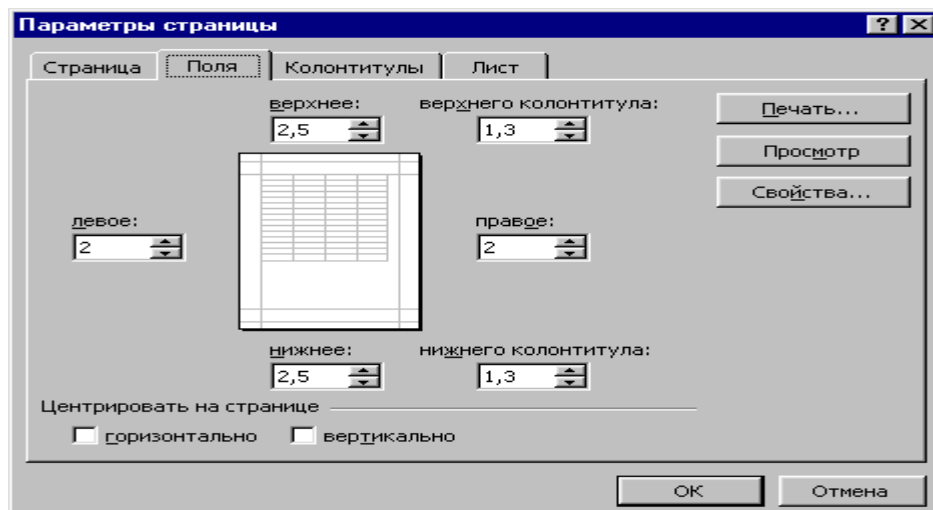 Параметры страницы
Страница Поля Колонтитулы Лист
верхнее: верхнего колонтитула:
2,5 1,3
Печать...
Просмотр
Свойства...
левое: правое:
2 2
нижнее: нижнего колонтитула:
2,5 1,3
Центрировать на странице
горизонтально вертикально
ОК Отмена